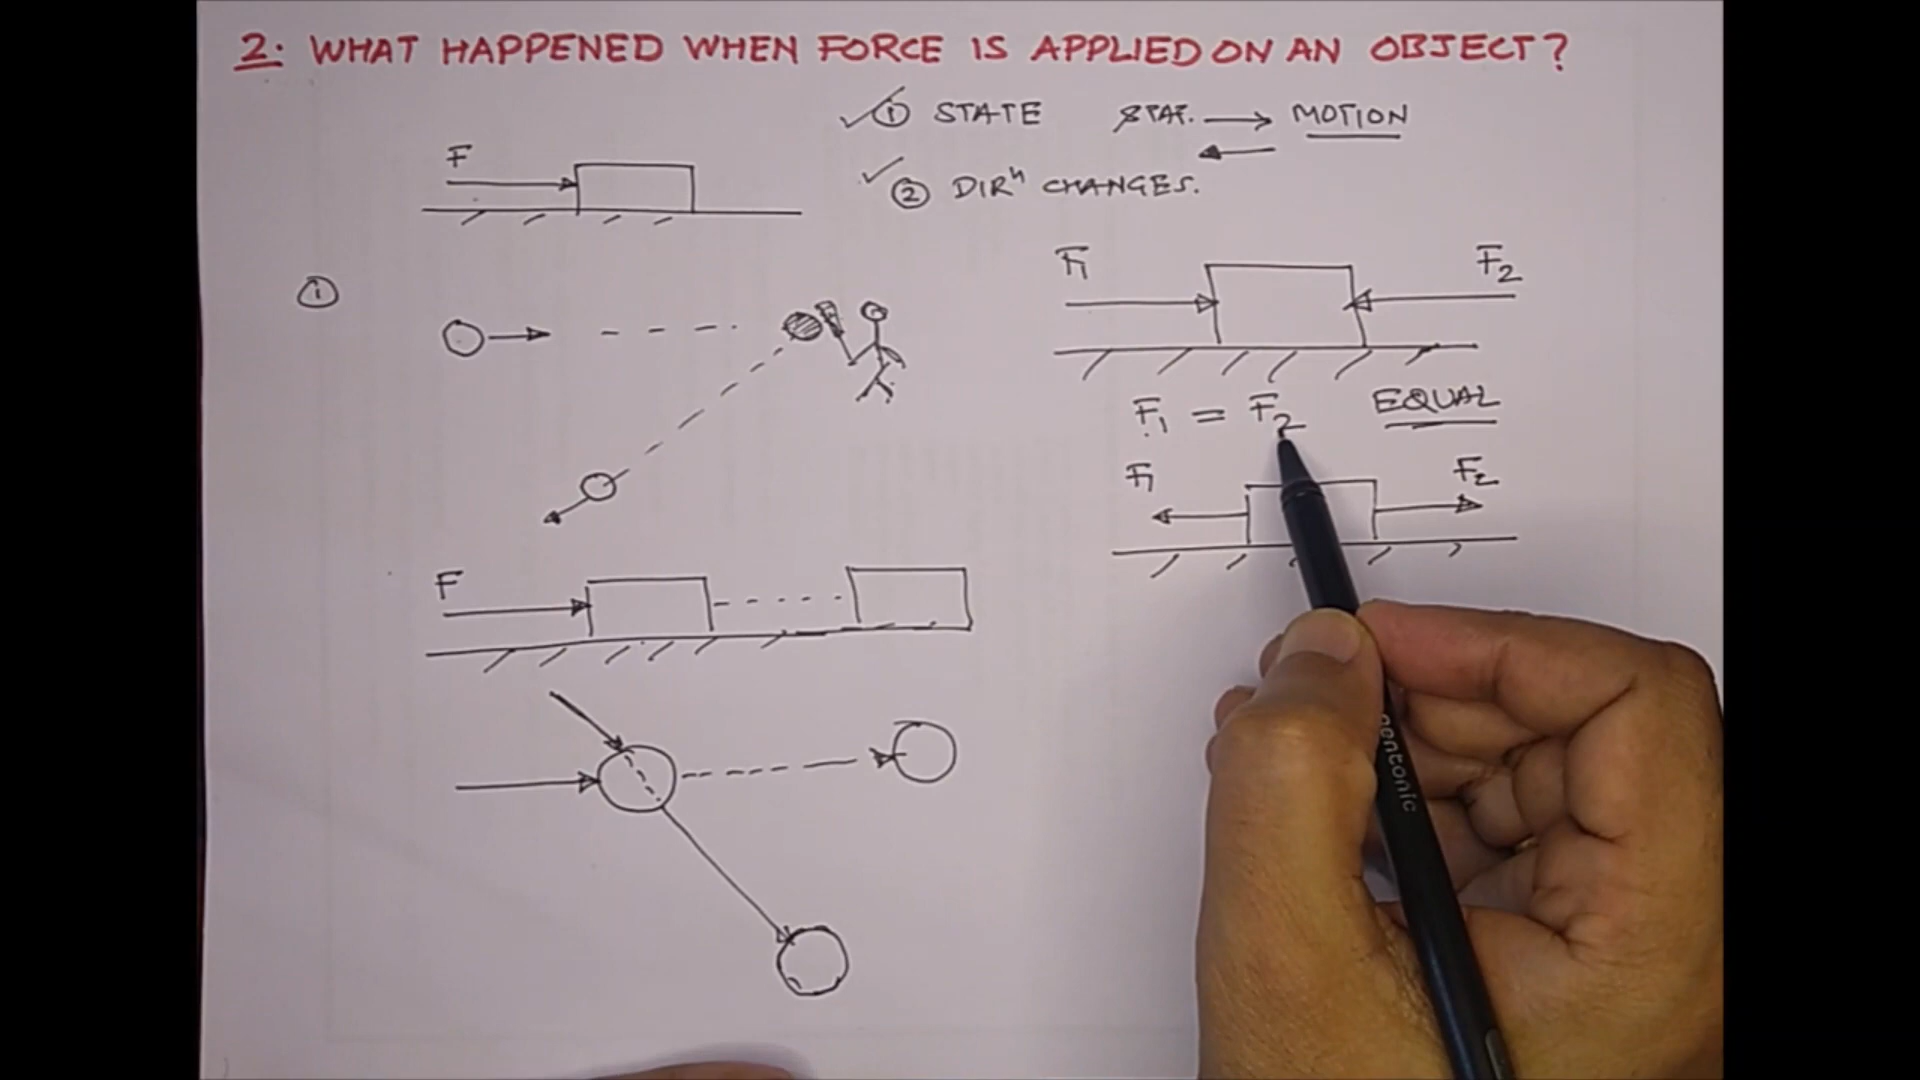 2. WHAT HAPPENED WHEN FORCE IS APPLIED ON AN OBJECT?
① STATE STAT. → MOTION
←
② DIRⁿ CHANGES.
F
①
F₁ F₂
F₁ = F₂ EQUAL
F₁ F₂
F
pentonic